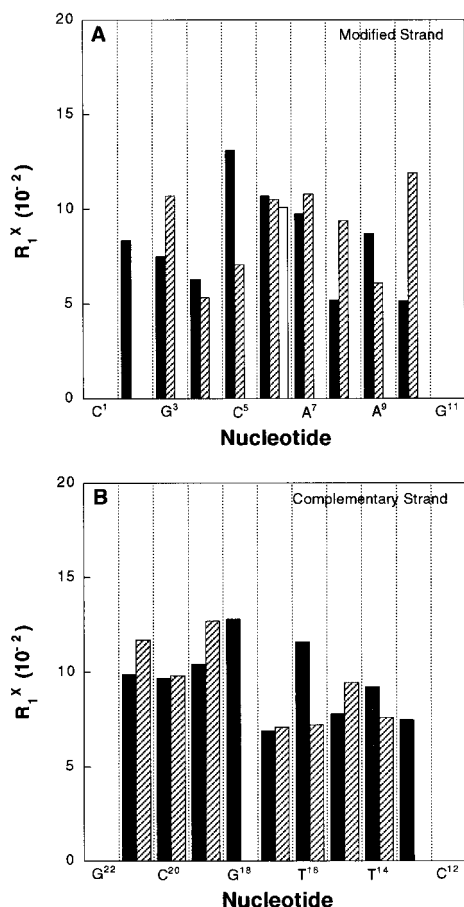 20
A
Modified Strand
15
10
5
0
R₁ˣ (10⁻²)
C¹ G³ C⁵ A⁷ A⁹ G¹¹
Nucleotide
20
B
Complementary Strand
15
10
5
0
R₁ˣ (10⁻²)
G²² C²⁰ G¹⁸ T¹⁶ T¹⁴ C¹²
Nucleotide